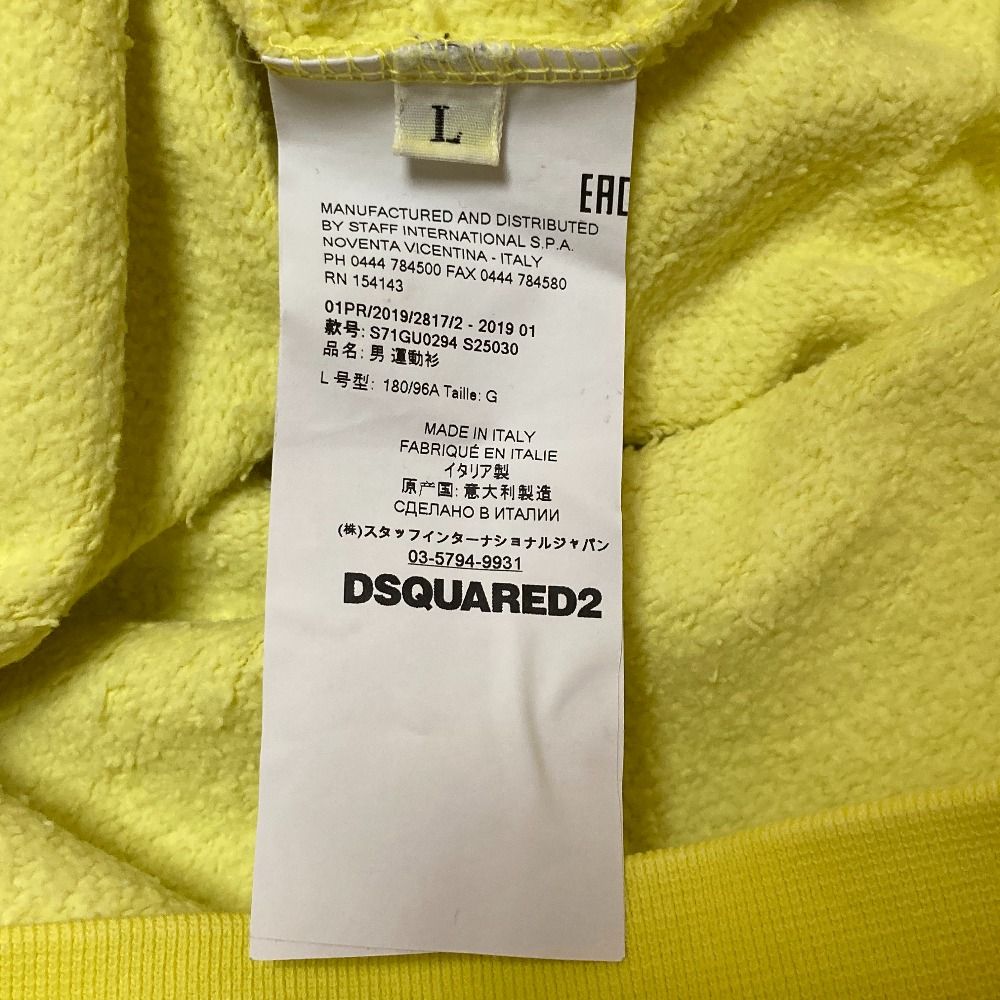 L
EAC
MANUFACTURED AND DISTRIBUTED
BY STAFF INTERNATIONAL S.P.A.
NOVENTA VICENTINA - ITALY
PH 0444 784500 FAX 0444 784580
RN 154143
01PR/2019/2817/2 - 2019 01
款号: S71GU0294 S25030
品名: 男 運動衫
L 号型: 180/96A Taille: G
MADE IN ITALY
FABRIQUÉ EN ITALIE
イタリア製
原产国: 意大利製造
СДЕЛАНО В ИТАЛИИ
(株)スタッフインターナショナルジャパン
03-5794-9931
DSQUARED2